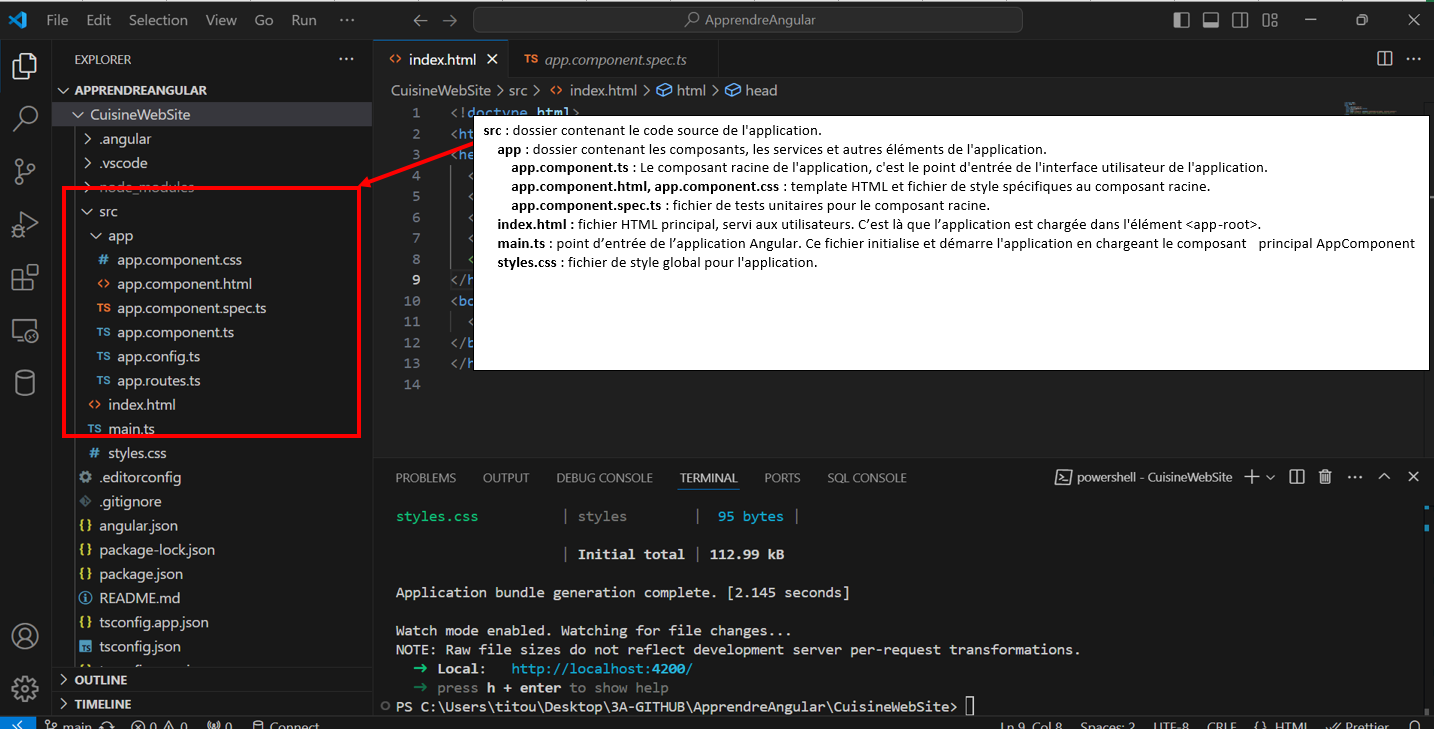 File Edit Selection View Go Run ···
ApprendreAngular
EXPLORER ···
APPRENDREANGULAR
CuisineWebSite
.angular
.vscode
node_modules
src
app
# app.component.css
<> app.component.html
TS app.component.spec.ts
TS app.component.ts
TS app.config.ts
TS app.routes.ts
<> index.html
TS main.ts
# styles.css
.editorconfig
.gitignore
{} angular.json
{} package-lock.json
{} package.json
README.md
{} tsconfig.app.json
TS tsconfig.json
OUTLINE
TIMELINE
<> index.html
TS app.component.spec.ts
CuisineWebSite > src > <> index.html > html > head
1 <!doctype html>
2 <ht
3 <he
4 <
5 <
6 <
7 <
8 <
9 </h
10 <bo
11 <
12 </b
13 </h
14
src : dossier contenant le code source de l'application.
app : dossier contenant les composants, les services et autres éléments de l'application.
app.component.ts : Le composant racine de l'application, c'est le point d'entrée de l'interface utilisateur de l'application.
app.component.html, app.component.css : template HTML et fichier de style spécifiques au composant racine.
app.component.spec.ts : fichier de tests unitaires pour le composant racine.
index.html : fichier HTML principal, servi aux utilisateurs. C’est là que l’application est chargée dans l'élément <app-root>.
main.ts : point d’entrée de l’application Angular. Ce fichier initialise et démarre l'application en chargeant le composant principal AppComponent
styles.css : fichier de style global pour l'application.
PROBLEMS OUTPUT DEBUG CONSOLE TERMINAL PORTS SQL CONSOLE
powershell - CuisineWebSite
styles.css | styles | 95 bytes |
| Initial total | 112.99 kB
Application bundle generation complete. [2.145 seconds]
Watch mode enabled. Watching for file changes...
NOTE: Raw file sizes do not reflect development server per-request transformations.
➜ Local: http://localhost:4200/
➜ press h + enter to show help
PS C:\Users\titou\Desktop\3A-GITHUB\ApprendreAngular\CuisineWebSite>
main 0 0 0 Connect
Ln 9, Col 8 Spaces: 2 UTF-8 CRLF {} HTML Prettier